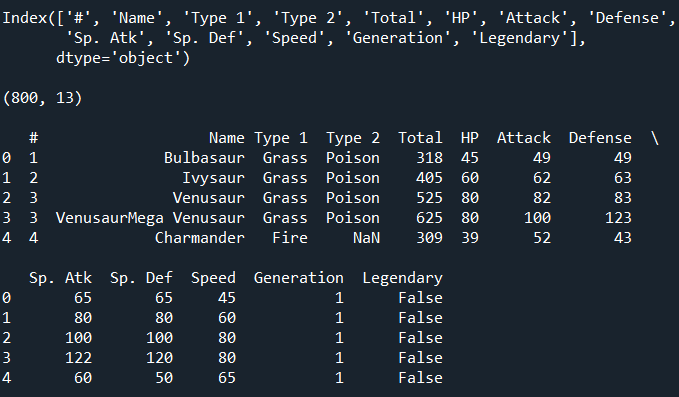 Index(['#', 'Name', 'Type 1', 'Type 2', 'Total', 'HP', 'Attack', 'Defense',
       'Sp. Atk', 'Sp. Def', 'Speed', 'Generation', 'Legendary'],
      dtype='object')

(800, 13)

   #                   Name Type 1  Type 2  Total  HP  Attack  Defense  \
0  1              Bulbasaur  Grass  Poison    318  45      49       49
1  2                Ivysaur  Grass  Poison    405  60      62       63
2  3               Venusaur  Grass  Poison    525  80      82       83
3  3  VenusaurMega Venusaur  Grass  Poison    625  80     100      123
4  4             Charmander   Fire     NaN    309  39      52       43

   Sp. Atk  Sp. Def  Speed  Generation  Legendary
0       65       65     45           1      False
1       80       80     60           1      False
2      100      100     80           1      False
3      122      120     80           1      False
4       60       50     65           1      False